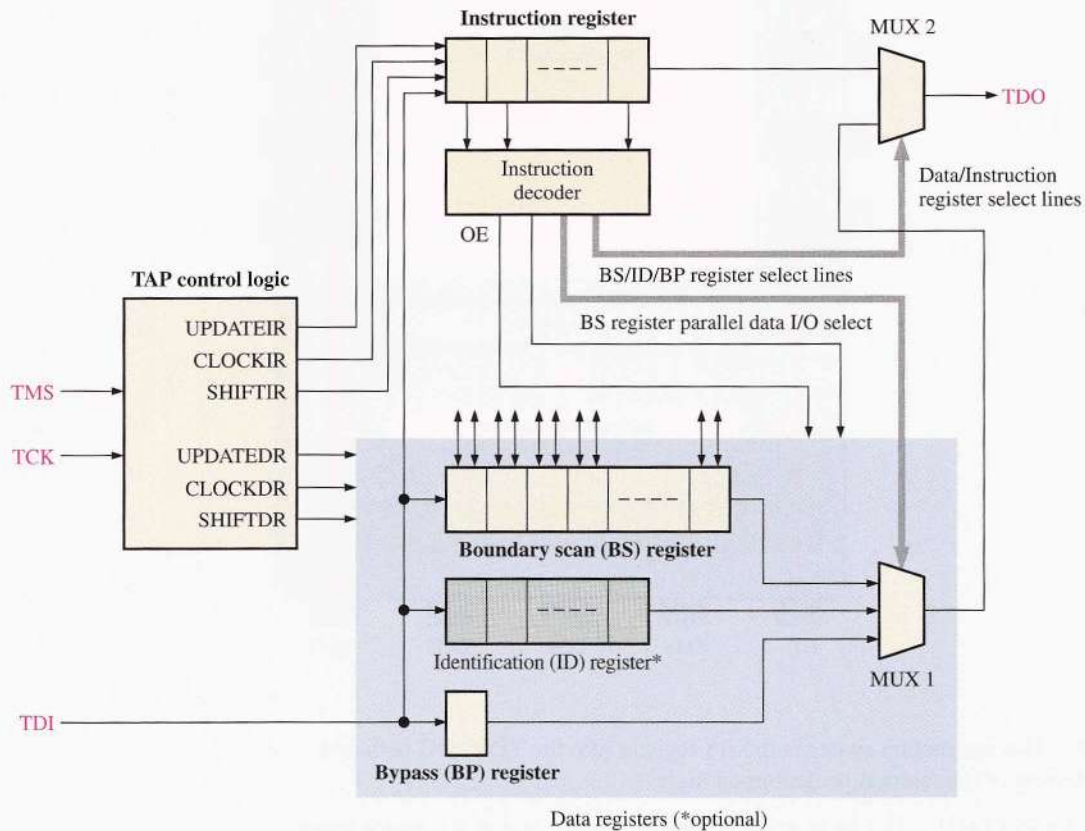 Instruction register
MUX 2
TDO
Instruction
decoder
Data/Instruction
register select lines
OE
BS/ID/BP register select lines
TAP control logic
BS register parallel data I/O select
UPDATEIR
CLOCKIR
SHIFTIR
TMS
TCK
UPDATEDR
CLOCKDR
SHIFTDR
Boundary scan (BS) register
Identification (ID) register*
MUX 1
TDI
Bypass (BP) register
Data registers (*optional)